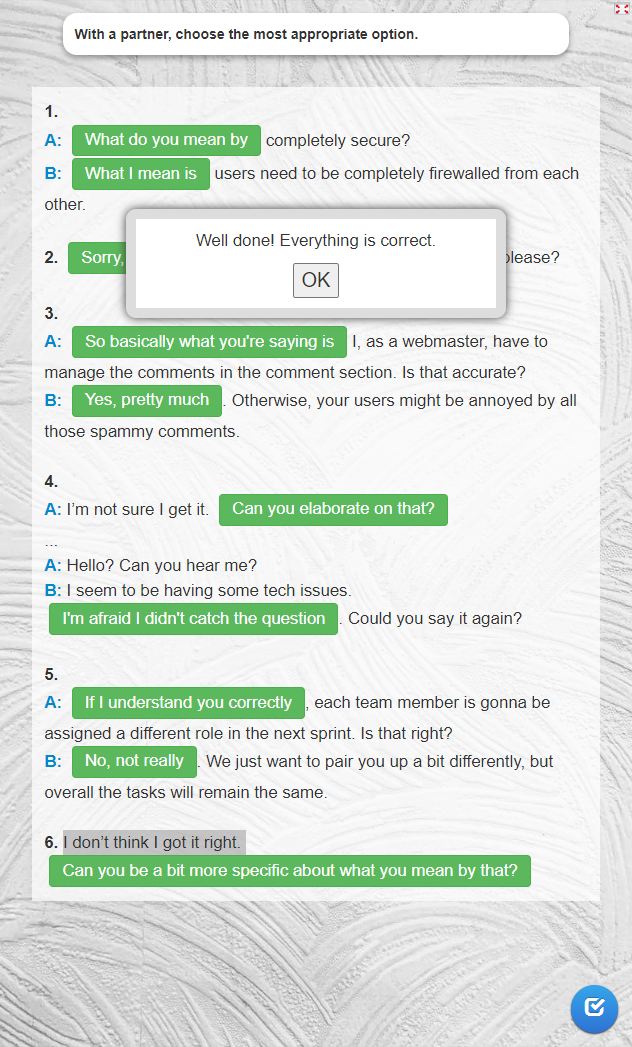 With a partner, choose the most appropriate option.
1.
A: What do you mean by completely secure?
B: What I mean is users need to be completely firewalled from each
other.
Well done! Everything is correct.
OK
2. Sorry,
3.
A: So basically what you're saying is I, as a webmaster, have to
manage the comments in the comment section. Is that accurate?
B: Yes, pretty much . Otherwise, your users might be annoyed by all
those spammy comments.
4.
A: I’m not sure I get it. Can you elaborate on that?
...
A: Hello? Can you hear me?
B: I seem to be having some tech issues.
I'm afraid I didn't catch the question . Could you say it again?
5.
A: If I understand you correctly , each team member is gonna be
assigned a different role in the next sprint. Is that right?
B: No, not really . We just want to pair you up a bit differently, but
overall the tasks will remain the same.
6. I don’t think I got it right.
Can you be a bit more specific about what you mean by that?